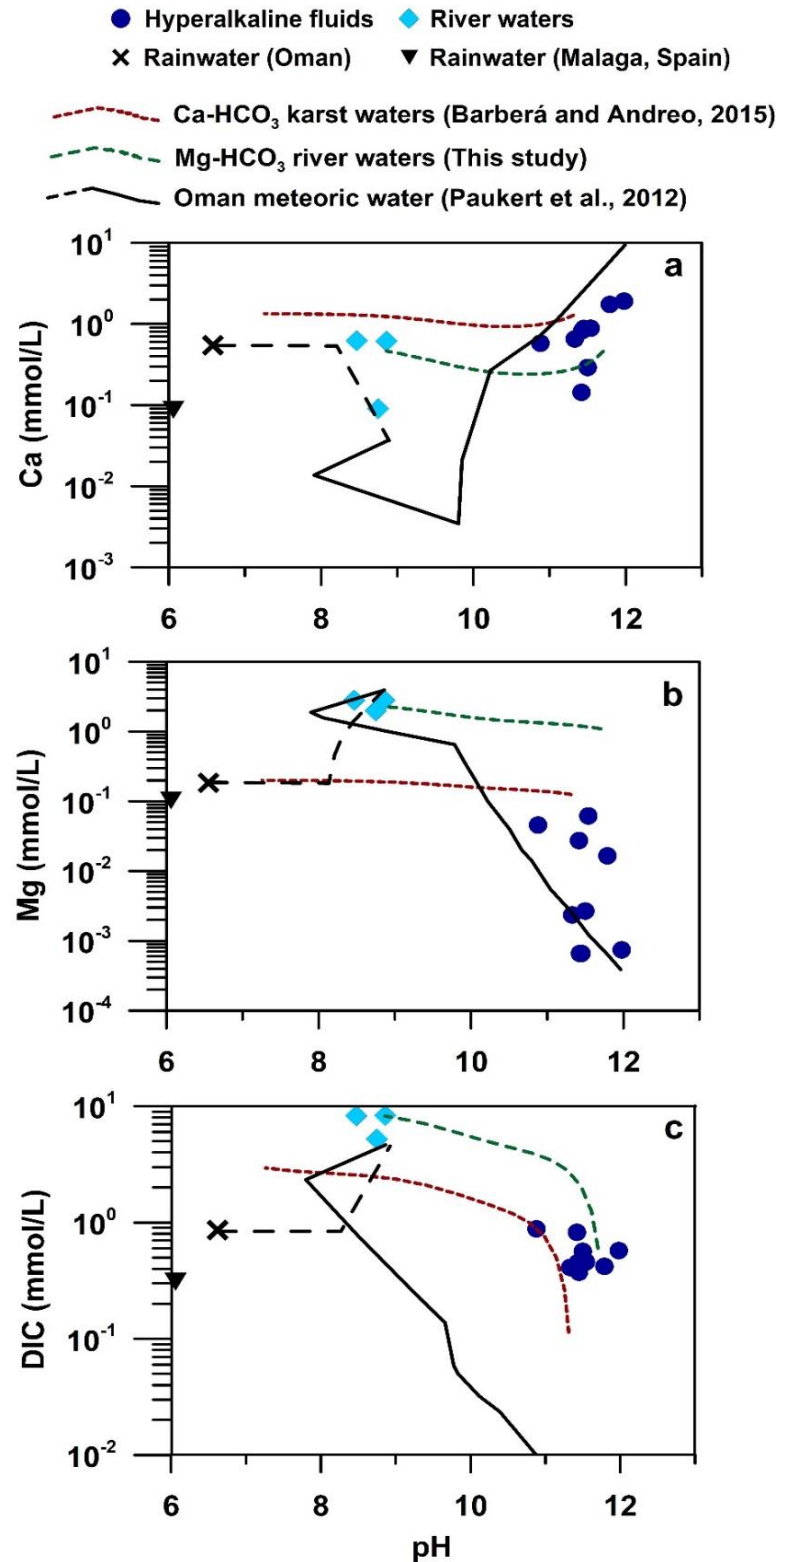 Hyperalkaline fluids River waters
Rainwater (Oman) Rainwater (Malaga, Spain)
Ca-HCO₃ karst waters (Barberá and Andreo, 2015)
Mg-HCO₃ river waters (This study)
Oman meteoric water (Paukert et al., 2012)
a
Ca (mmol/L)
10¹
10⁰
10⁻¹
10⁻²
10⁻³
6 8 10 12
b
Mg (mmol/L)
10¹
10⁰
10⁻¹
10⁻²
10⁻³
10⁻⁴
6 8 10 12
c
DIC (mmol/L)
10¹
10⁰
10⁻¹
10⁻²
6 8 10 12
pH